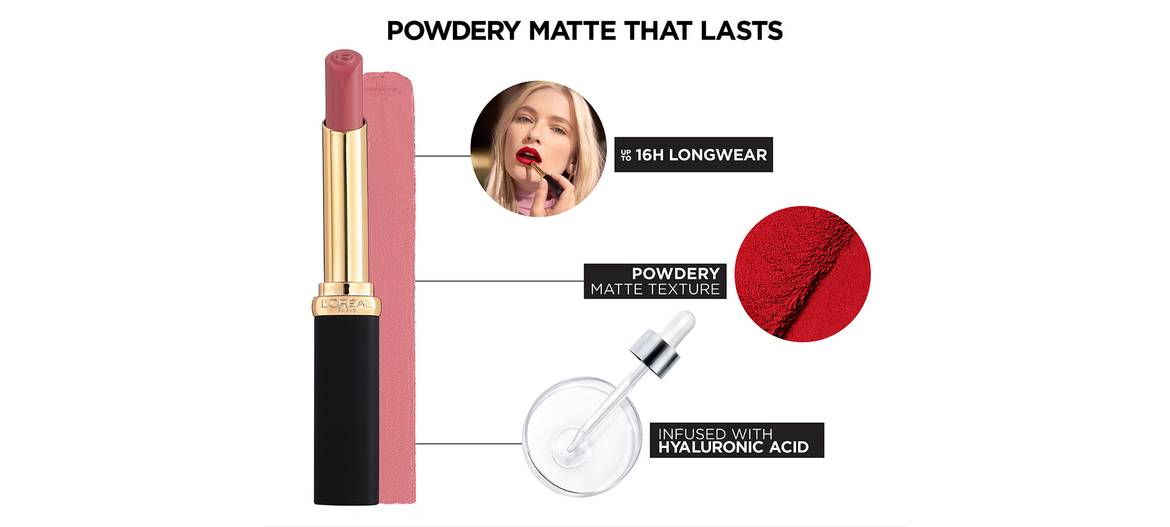 POWDERY MATTE THAT LASTS
UP TO 16H LONGWEAR
POWDERY
MATTE TEXTURE
L'ORÉAL
PARIS
INFUSED WITH
HYALURONIC ACID